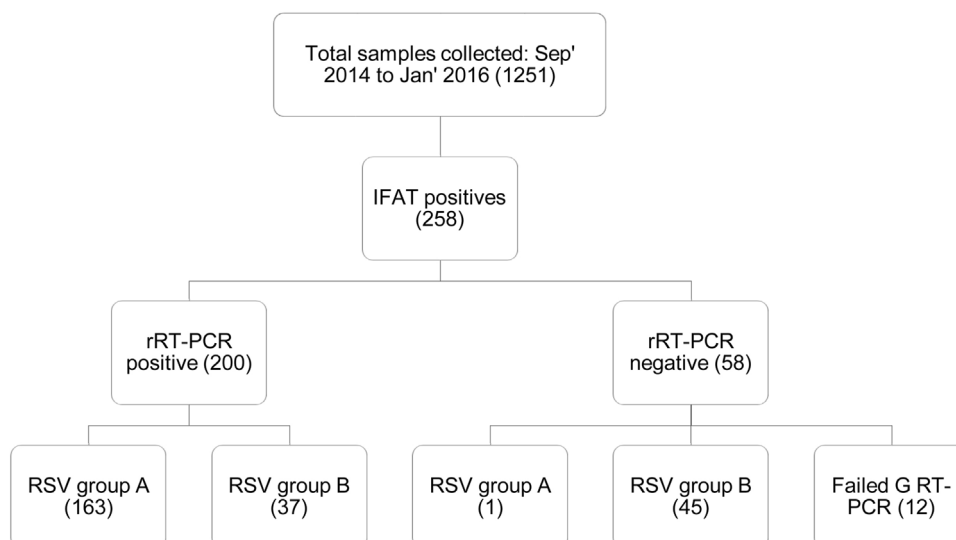 Total samples collected: Sep'
2014 to Jan' 2016 (1251)
IFAT positives
(258)
rRT-PCR
positive (200)
rRT-PCR
negative (58)
RSV group A
(163)
RSV group B
(37)
RSV group A
(1)
RSV group B
(45)
Failed G RT-
PCR (12)